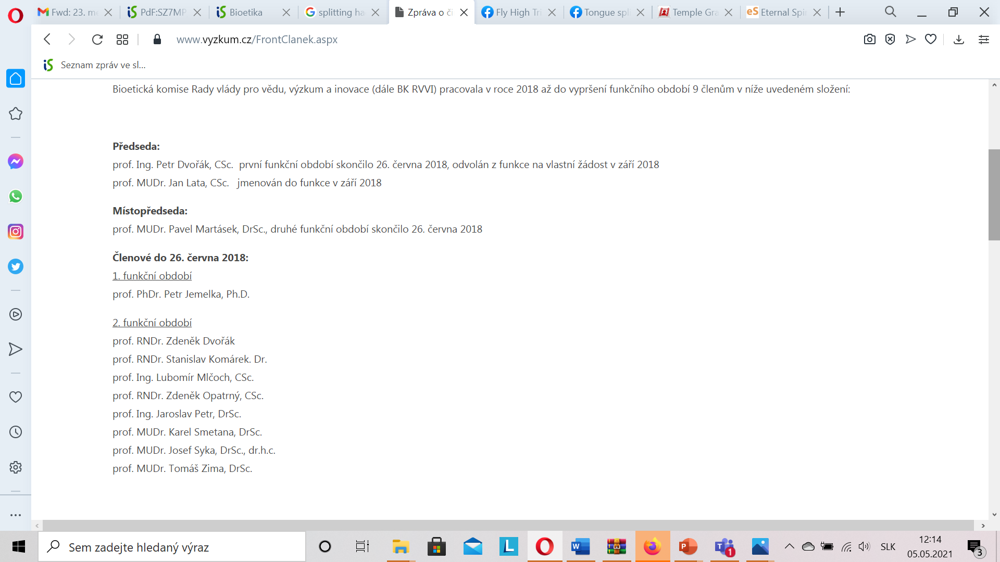 Fwd: 23. me
PdF:SZ7MP
Bioetika
splitting ha
Zpráva o či
Fly High Tri
Tongue spli
Temple Gra
Eternal Spir
www.vyzkum.cz/FrontClanek.aspx
Seznam zpráv ve sl...
Bioetická komise Rady vlády pro vědu, výzkum a inovace (dále BK RVVI) pracovala v roce 2018 až do vypršení funkčního období 9 členům v níže uvedeném složení:
Předseda:
prof. Ing. Petr Dvořák, CSc. první funkční období skončilo 26. června 2018, odvolán z funkce na vlastní žádost v září 2018
prof. MUDr. Jan Lata, CSc. jmenován do funkce v září 2018
Místopředseda:
prof. MUDr. Pavel Martásek, DrSc., druhé funkční období skončilo 26. června 2018
Členové do 26. června 2018:
1. funkční období
prof. PhDr. Petr Jemelka, Ph.D.
2. funkční období
prof. RNDr. Zdeněk Dvořák
prof. RNDr. Stanislav Komárek. Dr.
prof. Ing. Lubomír Mlčoch, CSc.
prof. RNDr. Zdeněk Opatrný, CSc.
prof. Ing. Jaroslav Petr, DrSc.
prof. MUDr. Karel Smetana, DrSc.
prof. MUDr. Josef Syka, DrSc., dr.h.c.
prof. MUDr. Tomáš Zima, DrSc.
Sem zadejte hledaný výraz
SLK
12:14
05.05.2021
3
1